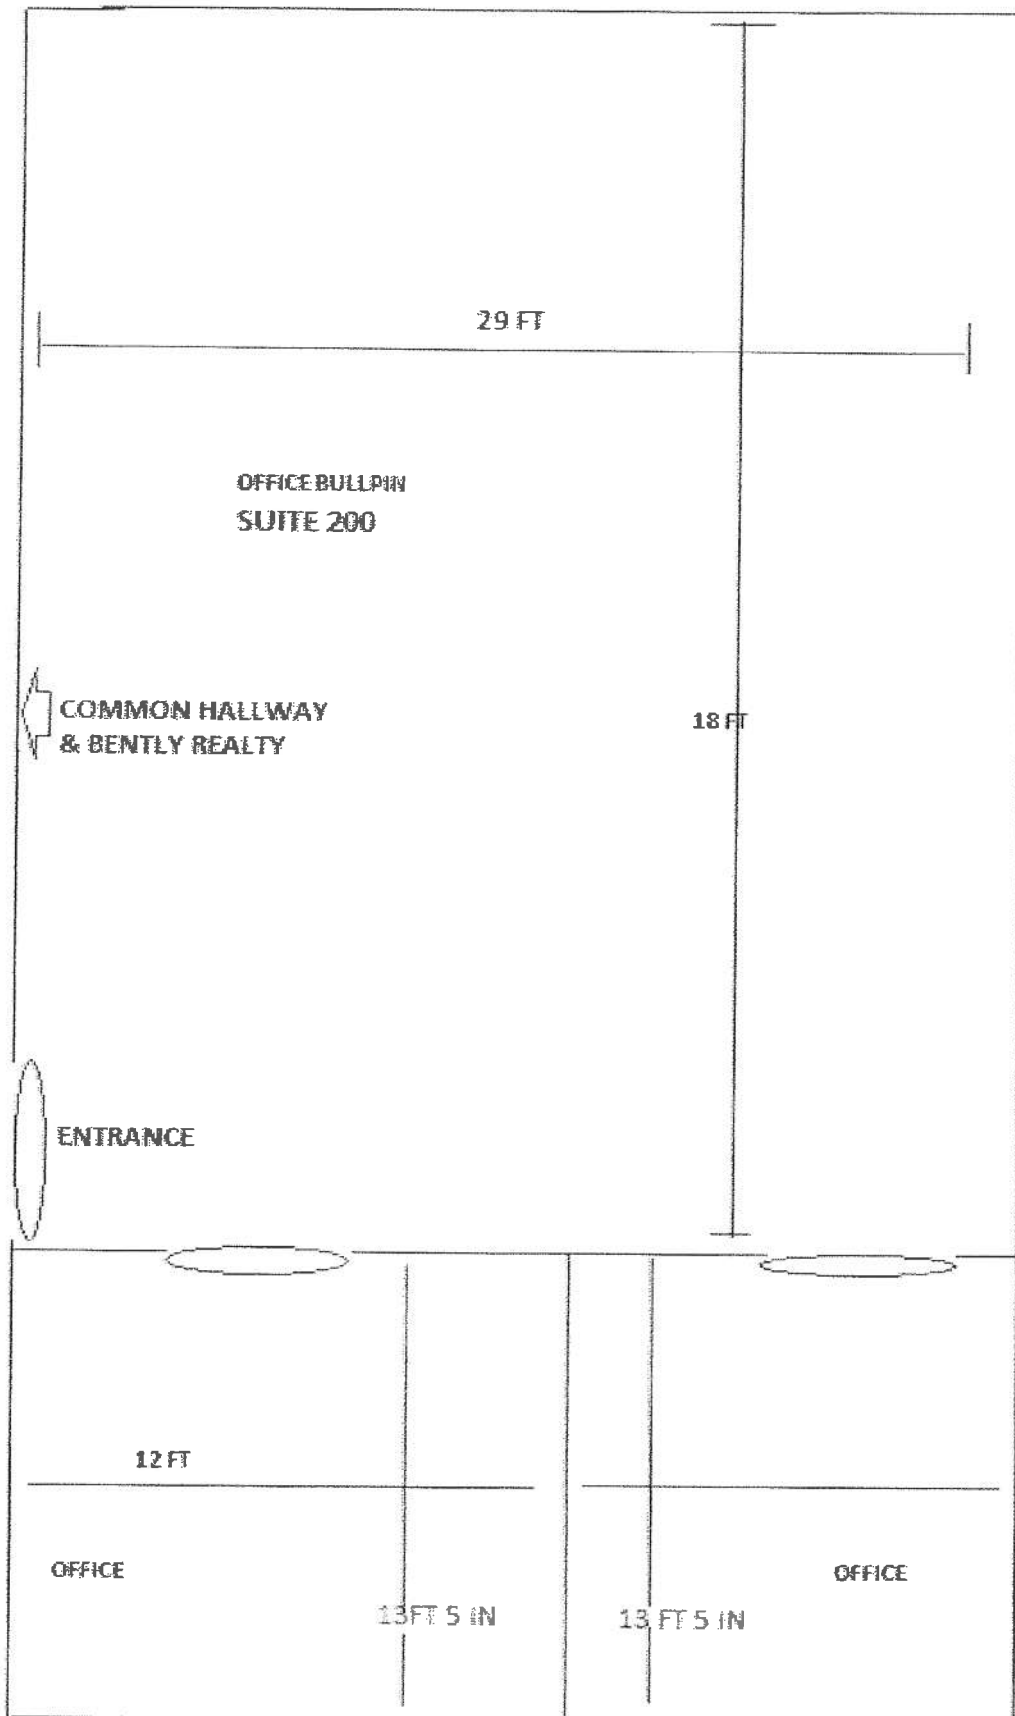 29 FT
OFFICE BULLPIN
SUITE 200
COMMON HALLWAY
& BENTLY REALTY
18 FT
ENTRANCE
12 FT
OFFICE
OFFICE
13FT 5 IN
13 FT 5 IN